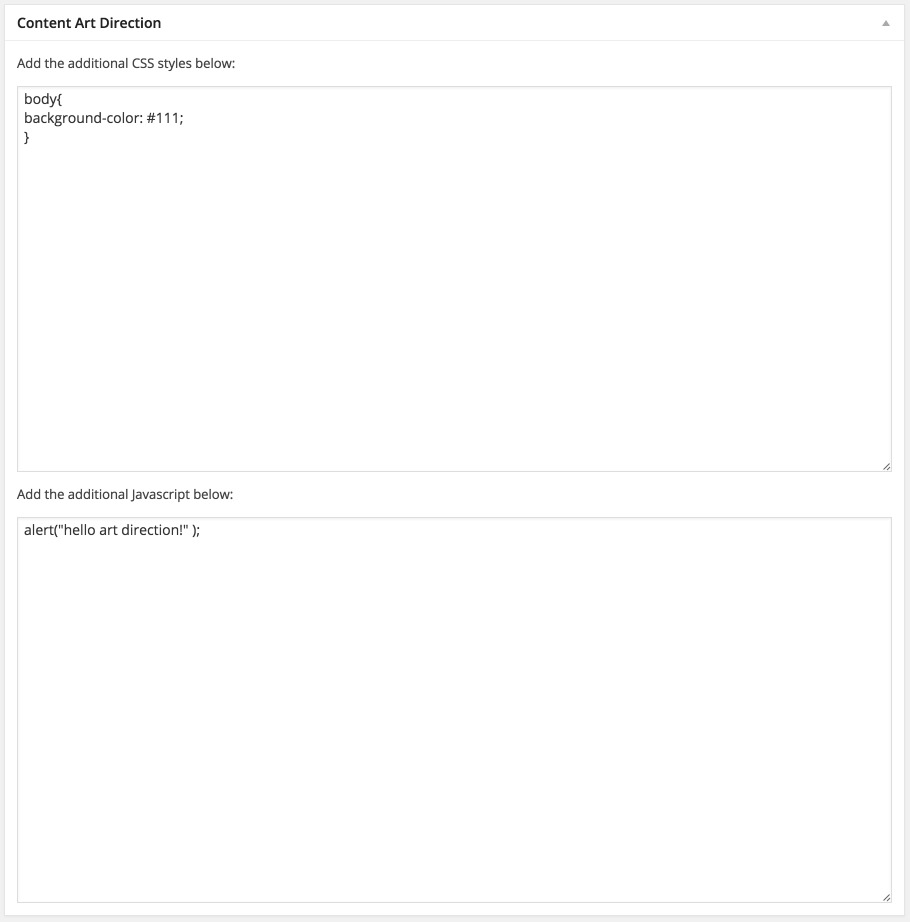 Content Art Direction
Add the additional CSS styles below:
body{
background-color: #111;
}
Add the additional Javascript below:
alert("hello art direction!" );